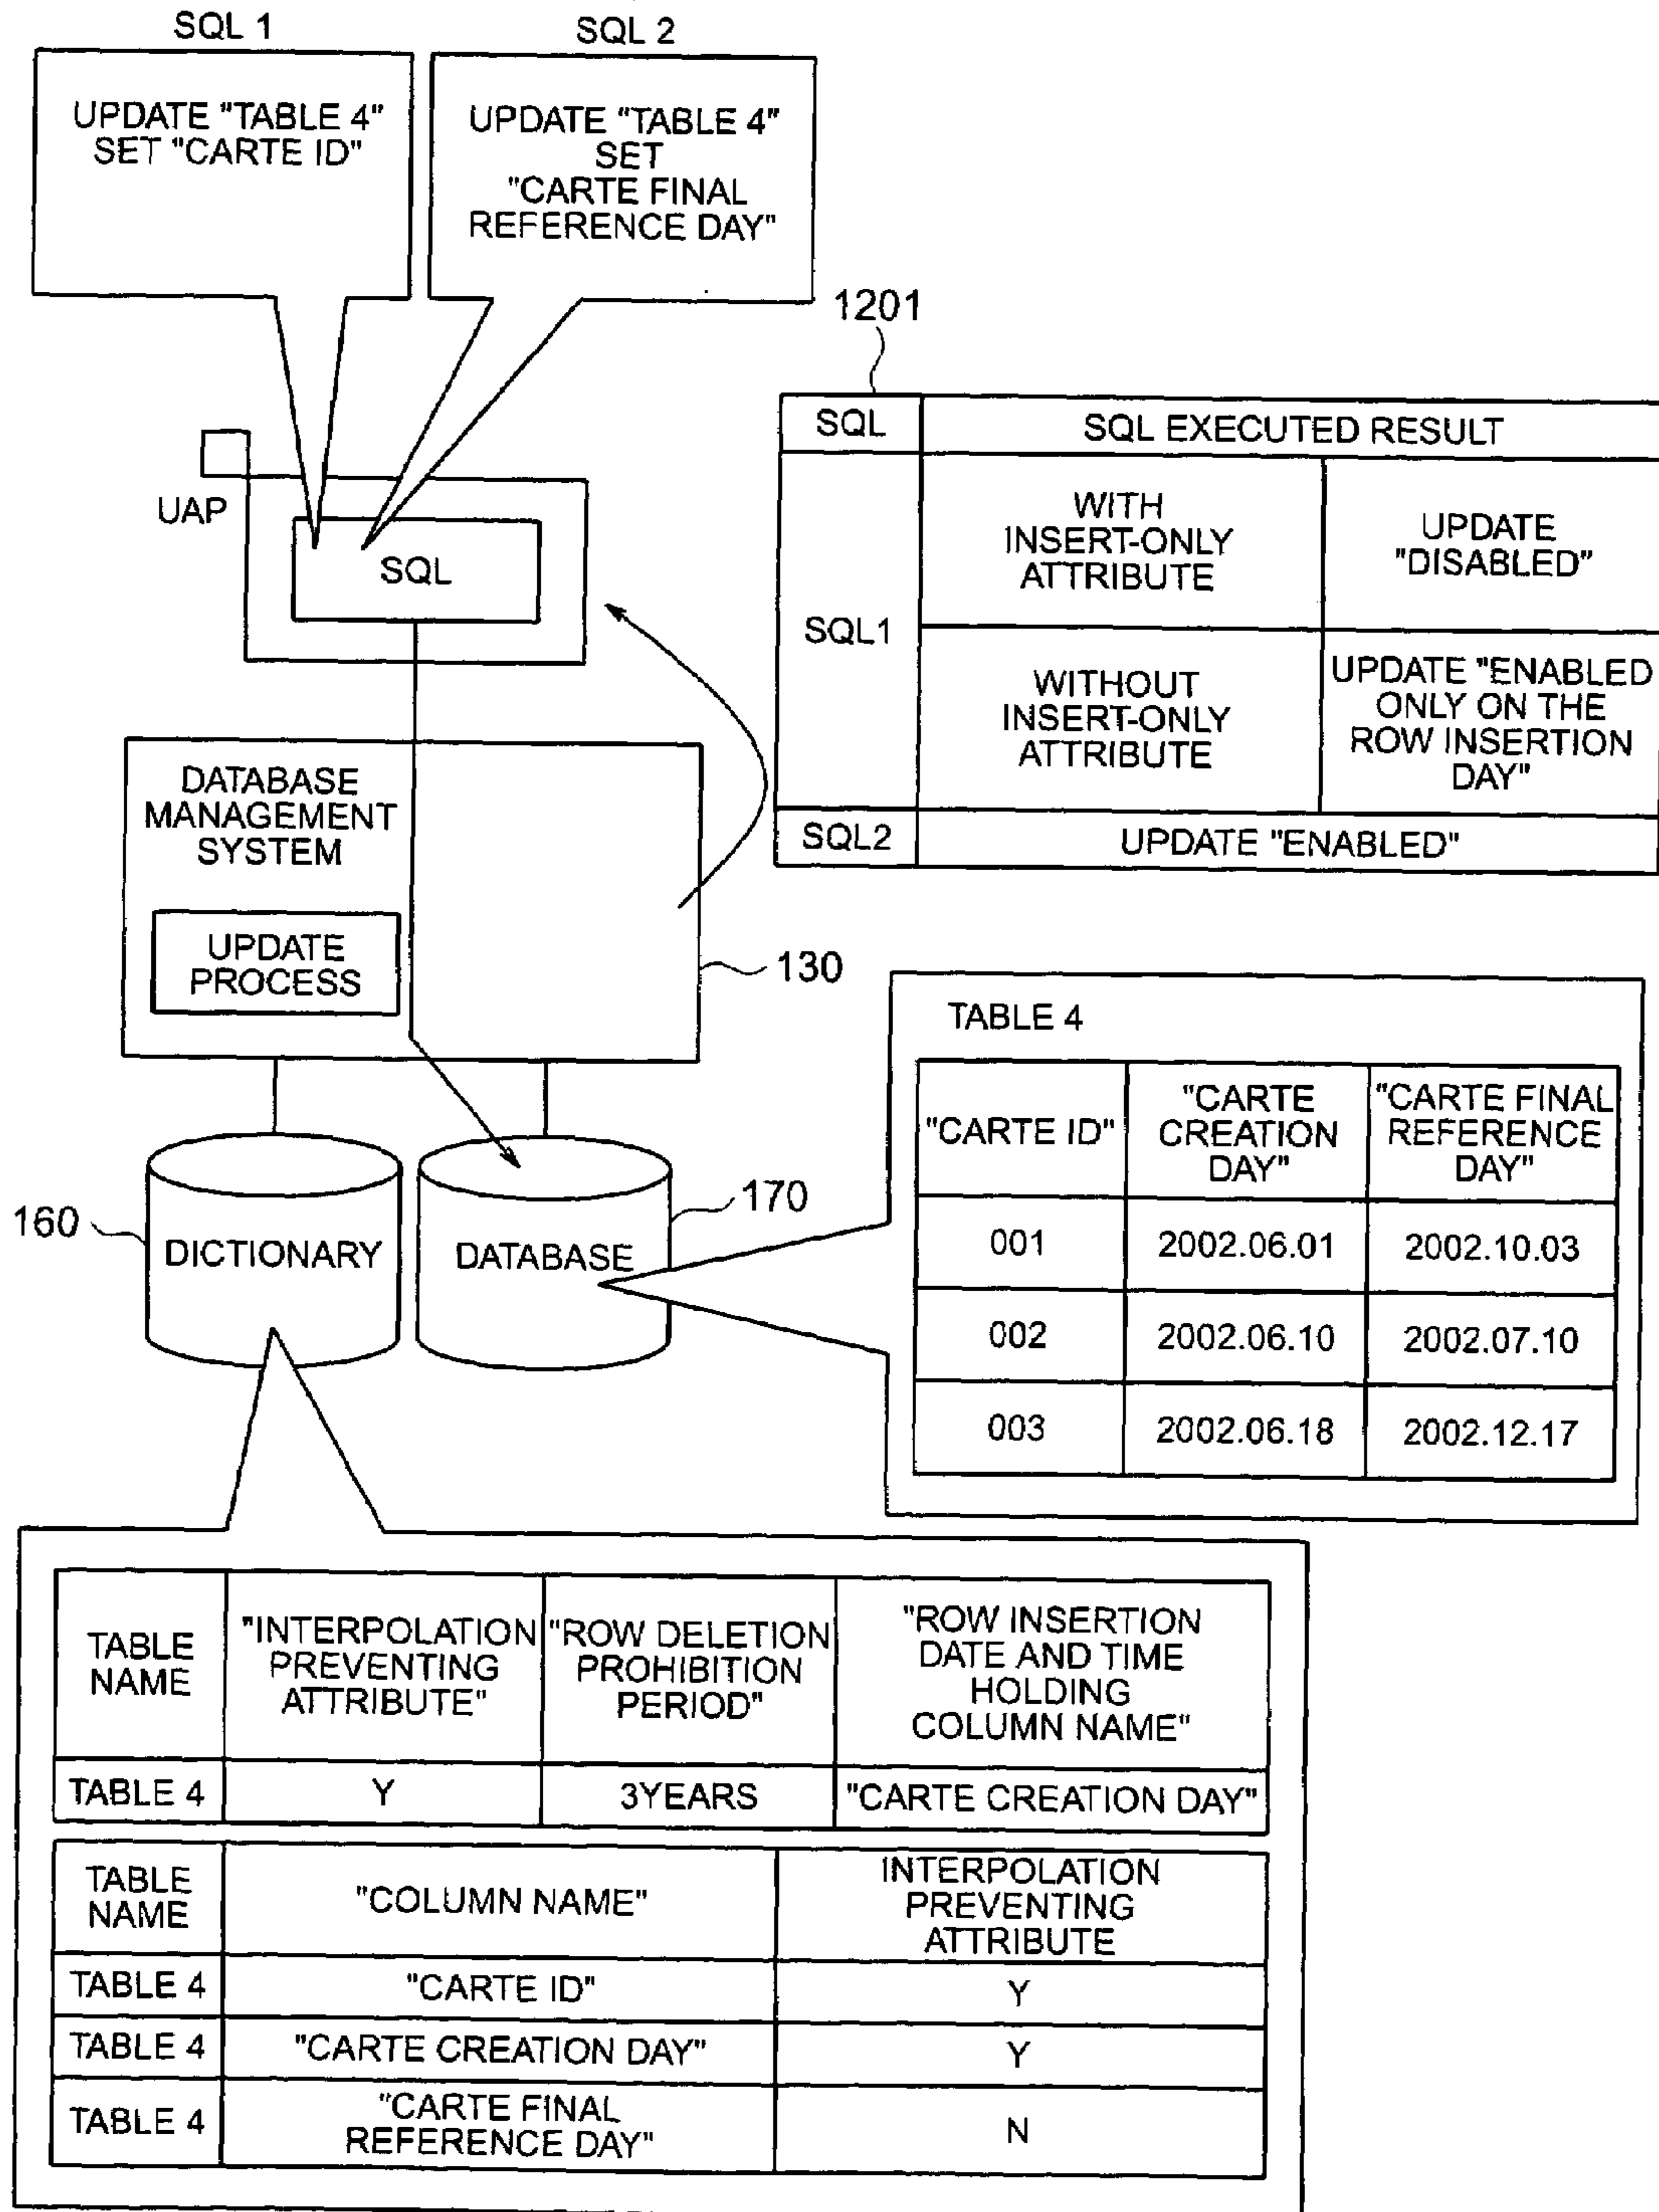 SQL 1
UPDATE "TABLE 4"
SET "CARTE ID"
SQL 2
UPDATE "TABLE 4"
SET
"CARTE FINAL
REFERENCE DAY"
UAP
SQL
1201
SQL
SQL EXECUTED RESULT
SQL1
WITH
INSERT-ONLY
ATTRIBUTE
UPDATE
"DISABLED"
WITHOUT
INSERT-ONLY
ATTRIBUTE
UPDATE "ENABLED
ONLY ON THE
ROW INSERTION
DAY"
SQL2
UPDATE "ENABLED"
DATABASE
MANAGEMENT
SYSTEM
UPDATE
PROCESS
130
160
DICTIONARY
DATABASE
170
TABLE 4
"CARTE ID"
"CARTE
CREATION
DAY"
"CARTE FINAL
REFERENCE
DAY"
001
2002.06.01
2002.10.03
002
2002.06.10
2002.07.10
003
2002.06.18
2002.12.17
TABLE
NAME
"INTERPOLATION
PREVENTING
ATTRIBUTE"
"ROW DELETION
PROHIBITION
PERIOD"
"ROW INSERTION
DATE AND TIME
HOLDING
COLUMN NAME"
TABLE 4
Y
3YEARS
"CARTE CREATION DAY"
TABLE
NAME
"COLUMN NAME"
INTERPOLATION
PREVENTING
ATTRIBUTE
TABLE 4
"CARTE ID"
Y
TABLE 4
"CARTE CREATION DAY"
Y
TABLE 4
"CARTE FINAL
REFERENCE DAY"
N